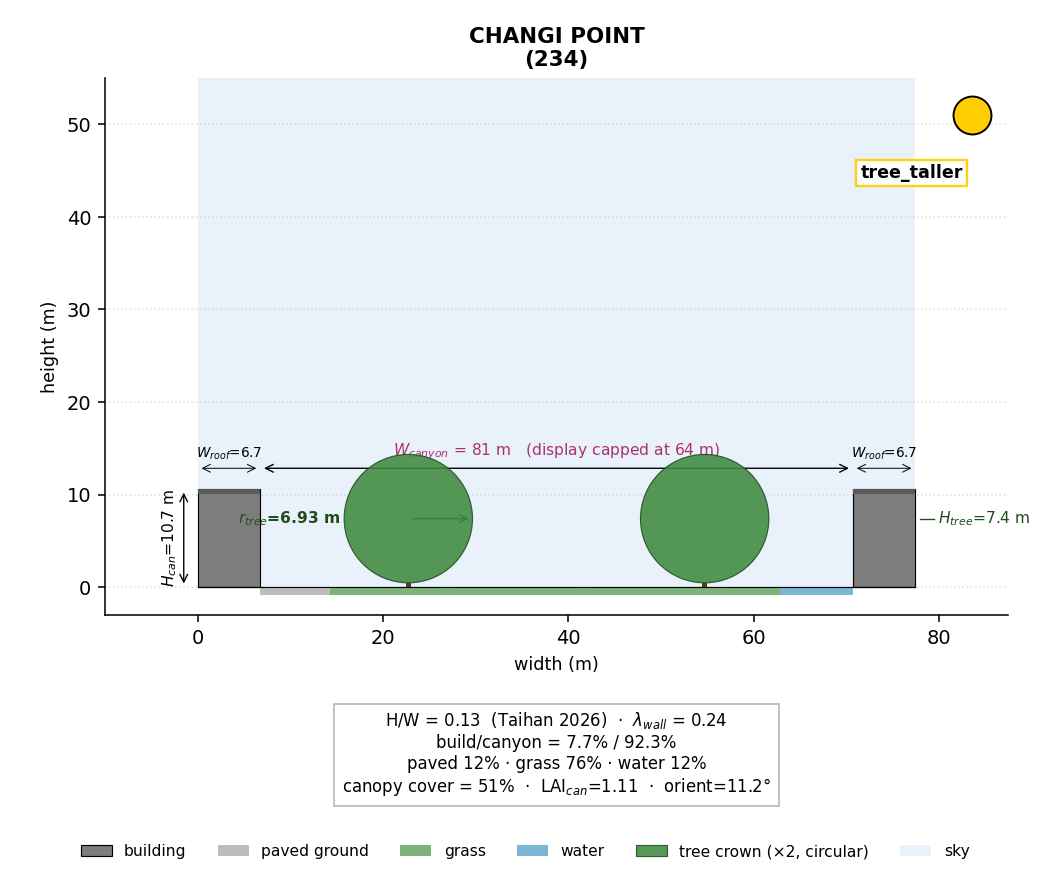 CHANGI POINT
(234)
50
40
30
20
10
0
height (m)
tree_taller
W_canyon = 81 m (display capped at 64 m)
W_roof=6.7
W_roof=6.7
H_can=10.7 m
r_tree=6.93 m
H_tree=7.4 m
0
20
40
60
80
width (m)
H/W = 0.13 (Taihan 2026) · λ_wall = 0.24
build/canyon = 7.7% / 92.3%
paved 12% · grass 76% · water 12%
canopy cover = 51% · LAI_can=1.11 · orient=11.2°
building
paved ground
grass
water
tree crown (×2, circular)
sky